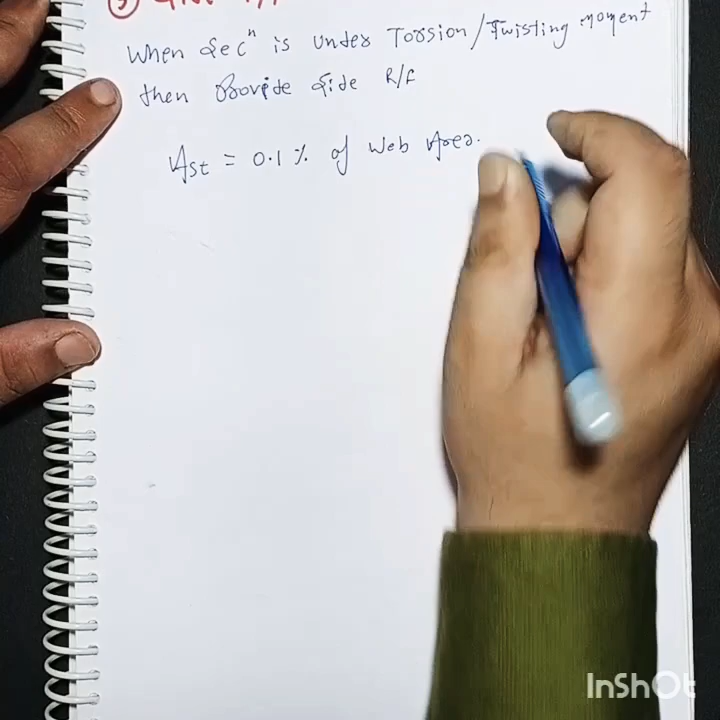 When Secⁿ is under Torsion/Twisting Moment
then Provide Side R/F
Ast = 0.1 % of Web Area.
InShOt